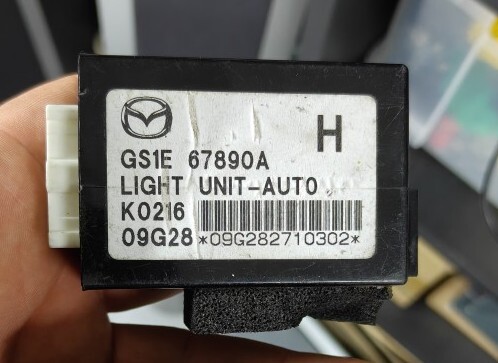 H
GS1E 67890A
LIGHT UNIT-AUTO
K0216
09G28 *09G282710302*